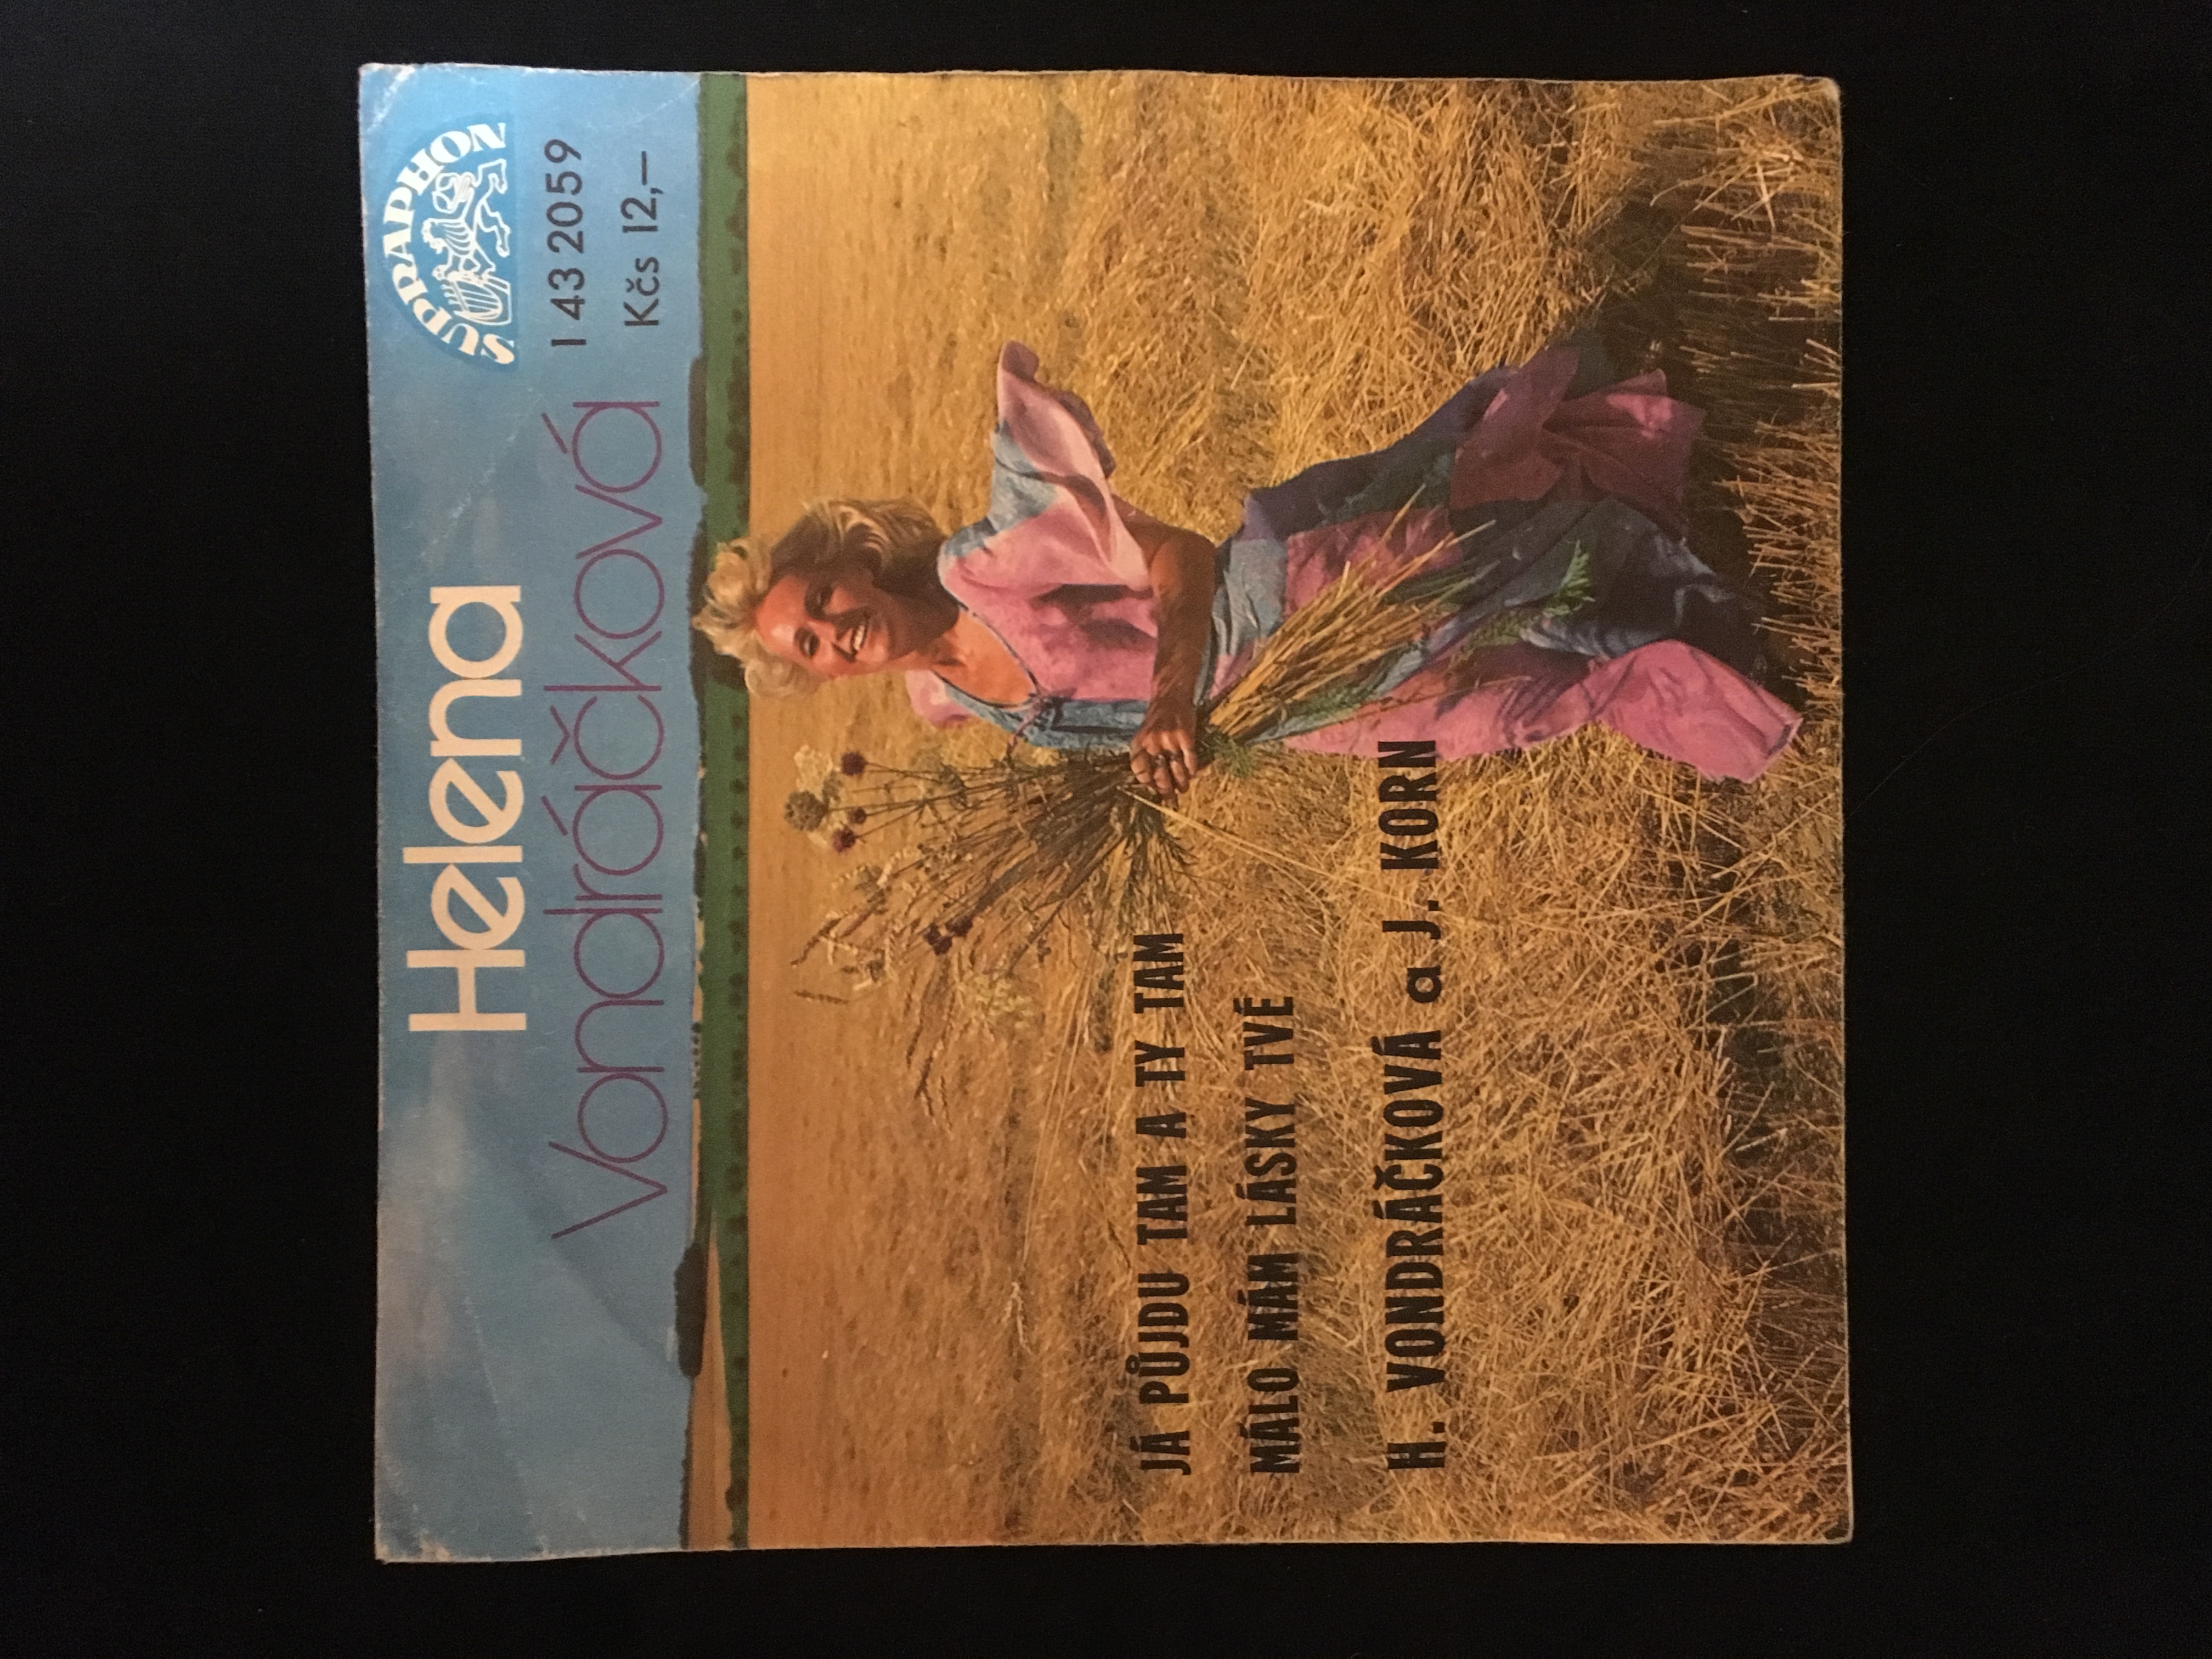 Helena
Vondráčková
SUPRAPHON
1 43 2059
Kčs 12,—
JÁ PŮJDU TAM A TY TAM
MÁLO MÁM LÁSKY TVÉ
H. VONDRÁČKOVÁ a J. KORN